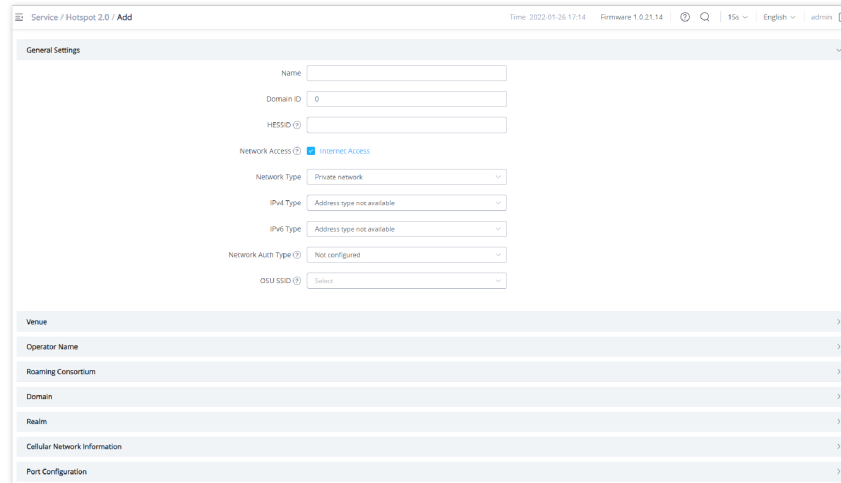 Service / Hotspot 2.0 / Add
Time 2022-01-26 17:14 Firmware 1.0.21.14 15s English admin
General Settings
Name
Domain ID 0
HESSID
Network Access Internet Access
Network Type Private network
IPv4 Type Address type not available
IPv6 Type Address type not available
Network Auth Type Not configured
OSU SSID Select
Venue
Operator Name
Roaming Consortium
Domain
Realm
Cellular Network Information
Port Configuration